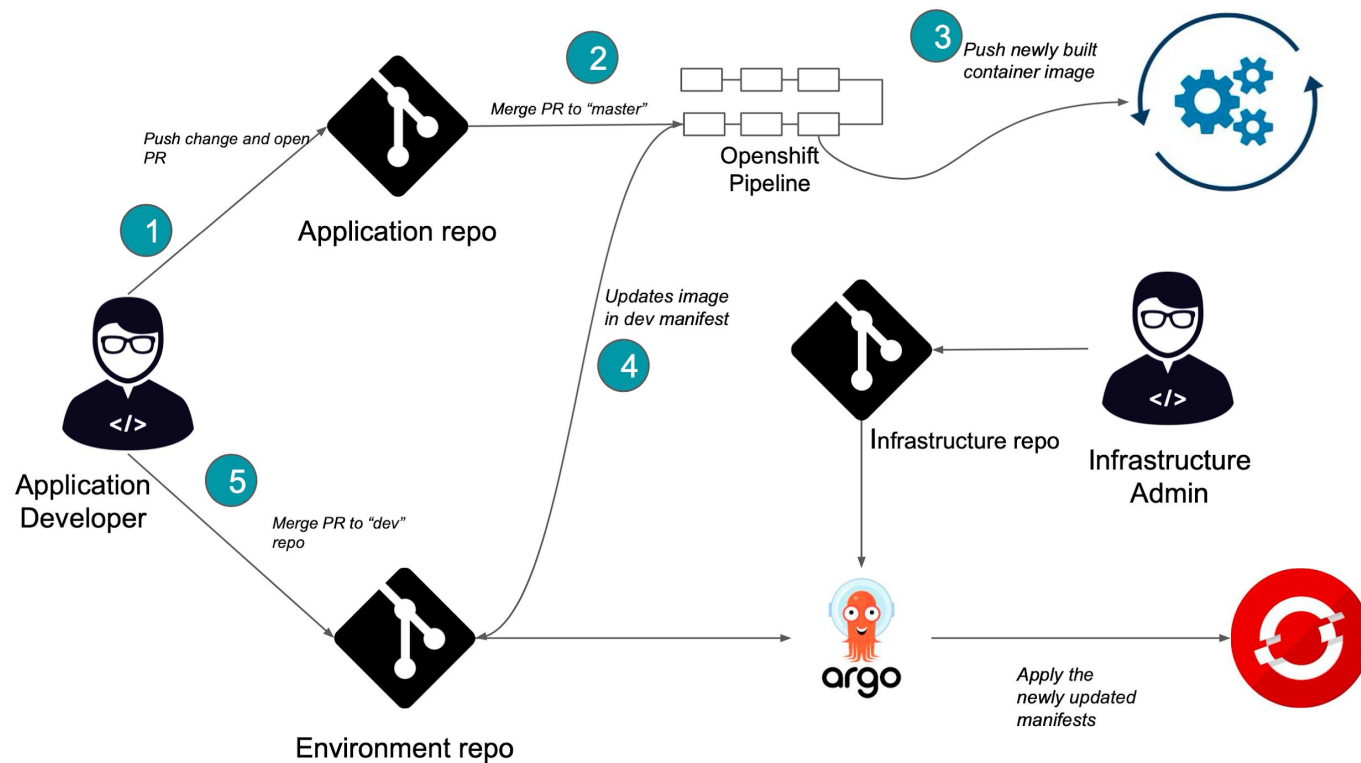 1
Push change and open
PR
Application repo
2
Merge PR to “master”
Openshift
Pipeline
3
Push newly built
container image
</>
Application
Developer
4
Updates image
in dev manifest
Infrastructure repo
</>
Infrastructure
Admin
5
Merge PR to “dev”
repo
Environment repo
argo
Apply the
newly updated
manifests